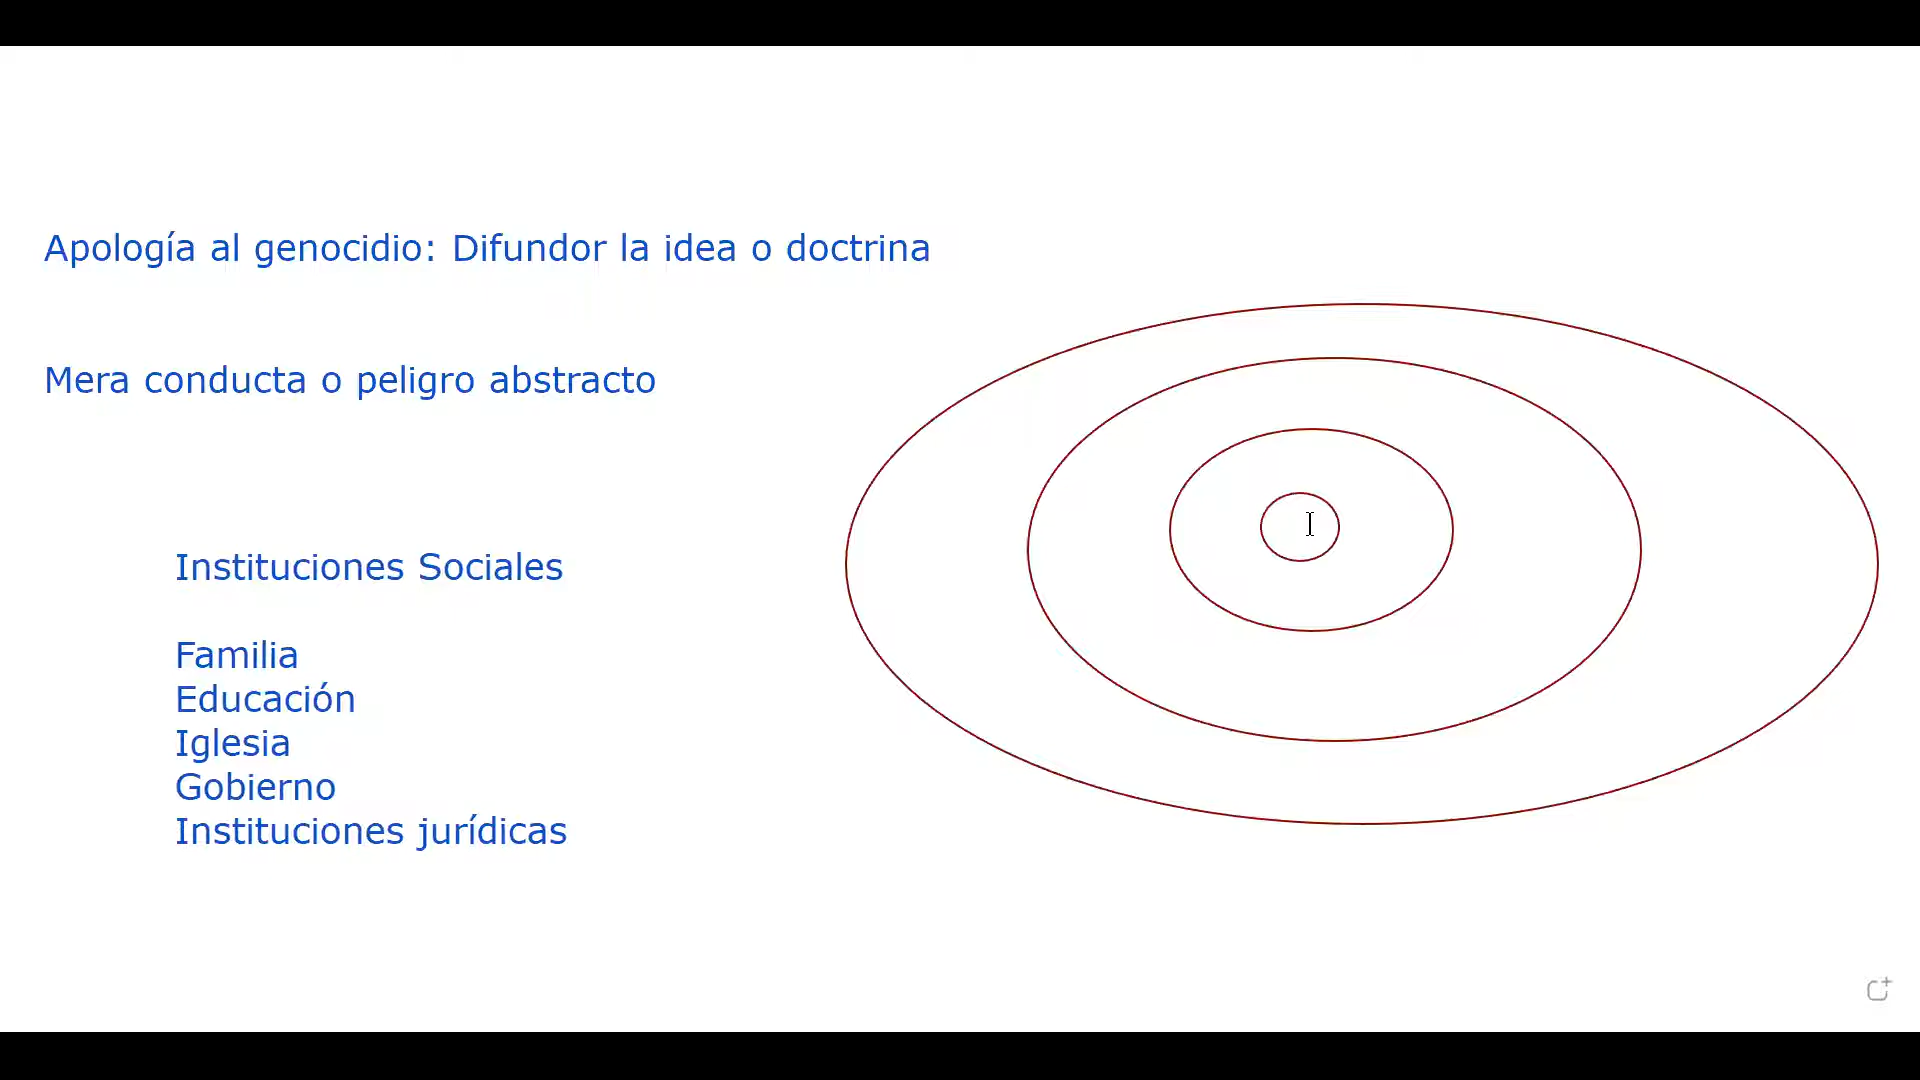 Apología al genocidio: Difundor la idea o doctrina
Mera conducta o peligro abstracto
Instituciones Sociales
Familia
Educación
Iglesia
Gobierno
Instituciones jurídicas